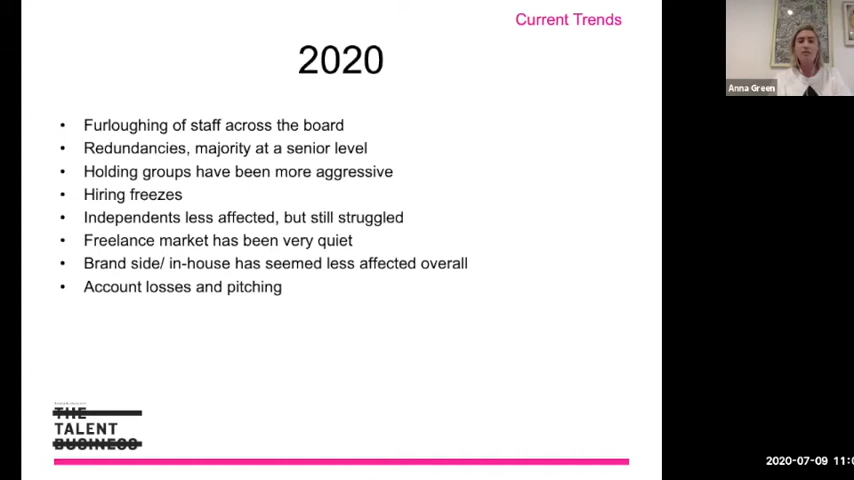 Current Trends
2020
• Furloughing of staff across the board
• Redundancies, majority at a senior level
• Holding groups have been more aggressive
• Hiring freezes
• Independents less affected, but still struggled
• Freelance market has been very quiet
• Brand side/ in-house has seemed less affected overall
• Account losses and pitching
THE
TALENT
BUSINESS
Anna Green
2020-07-09 11:0